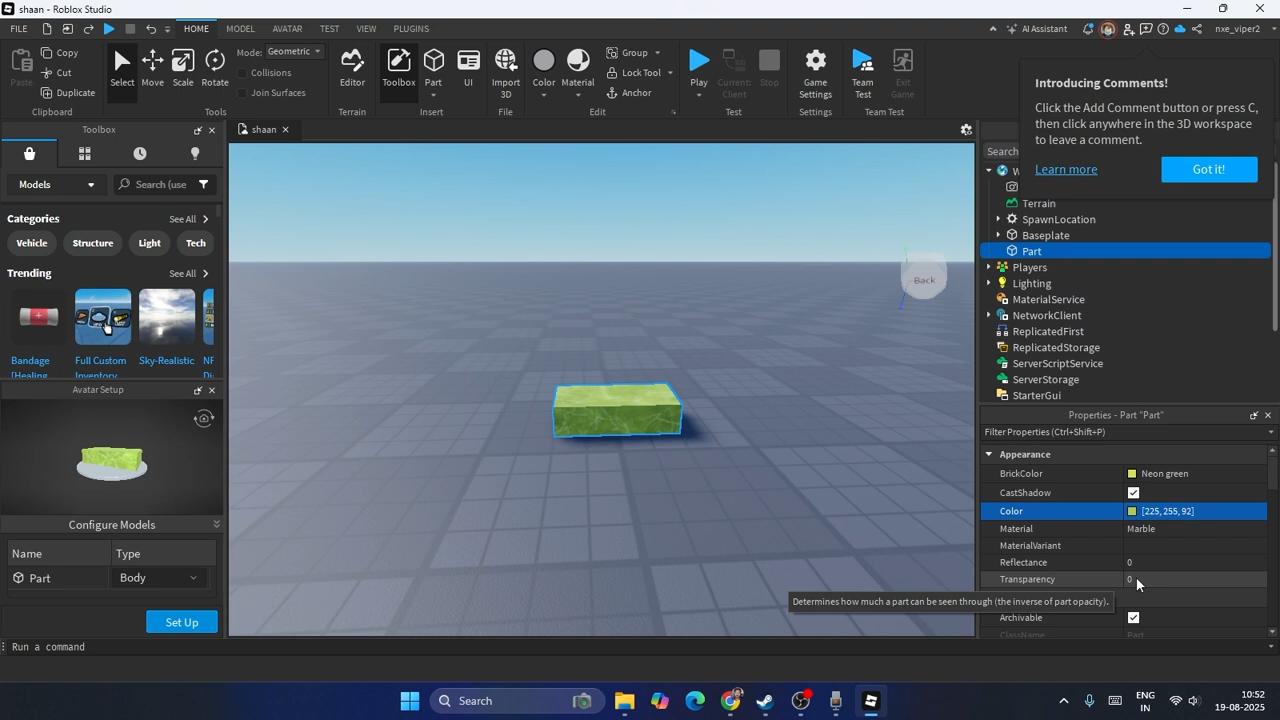 shaan - Roblox Studio
FILE HOME MODEL AVATAR TEST VIEW PLUGINS AI Assistant nxe_viper2
Paste Copy Cut Duplicate Clipboard
Select Move Scale Rotate Mode: Geometric Collisions Join Surfaces Tools
Editor Terrain
Toolbox Part UI Insert
Import 3D File
Color Material Group Lock Tool Anchor Edit
Play Current: Client Stop Test
Game Settings Settings
Team Test Exit Game Team Test
Introducing Comments!
Click the Add Comment button or press C,
then click anywhere in the 3D workspace
to leave a comment.
Learn more Got it!
Toolbox
Models Search (use
Categories See All
Vehicle Structure Light Tech
Trending See All
Bandage [Healing
Full Custom Inventory
Sky-Realistic
Avatar Setup
Configure Models
Name Type
Part Body
Set Up
shaan
Back
Search
W
Terrain
SpawnLocation
Baseplate
Part
Players
Lighting
MaterialService
NetworkClient
ReplicatedFirst
ReplicatedStorage
ServerScriptService
ServerStorage
StarterGui
Properties - Part "Part"
Filter Properties (Ctrl+Shift+P)
Appearance
BrickColor Neon green
CastShadow
Color [225, 255, 92]
Material Marble
MaterialVariant
Reflectance 0
Transparency 0
Determines how much a part can be seen through (the inverse of part opacity).
Archivable
ClassName Part
Run a command
Search
ENG
IN
10:52
19-08-2025